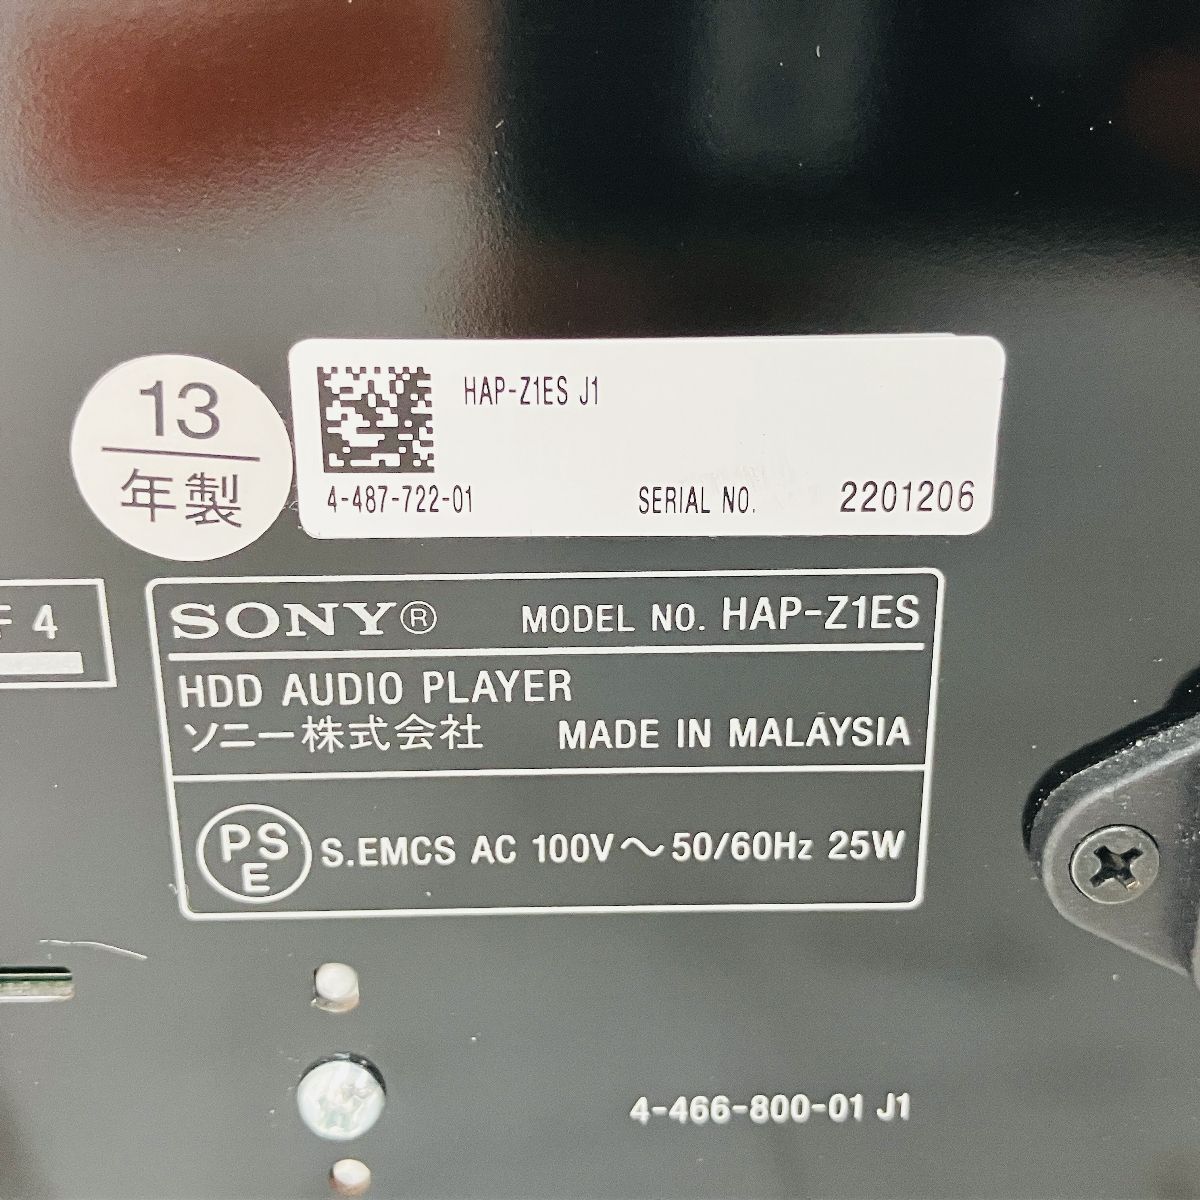 13
年製
HAP-Z1ES J1
4-487-722-01
SERIAL NO. 2201206
4
SONY® MODEL NO. HAP-Z1ES
HDD AUDIO PLAYER
ソニー株式会社 MADE IN MALAYSIA
PS
E
S.EMCS AC 100V～50/60Hz 25W
4-466-800-01 J1